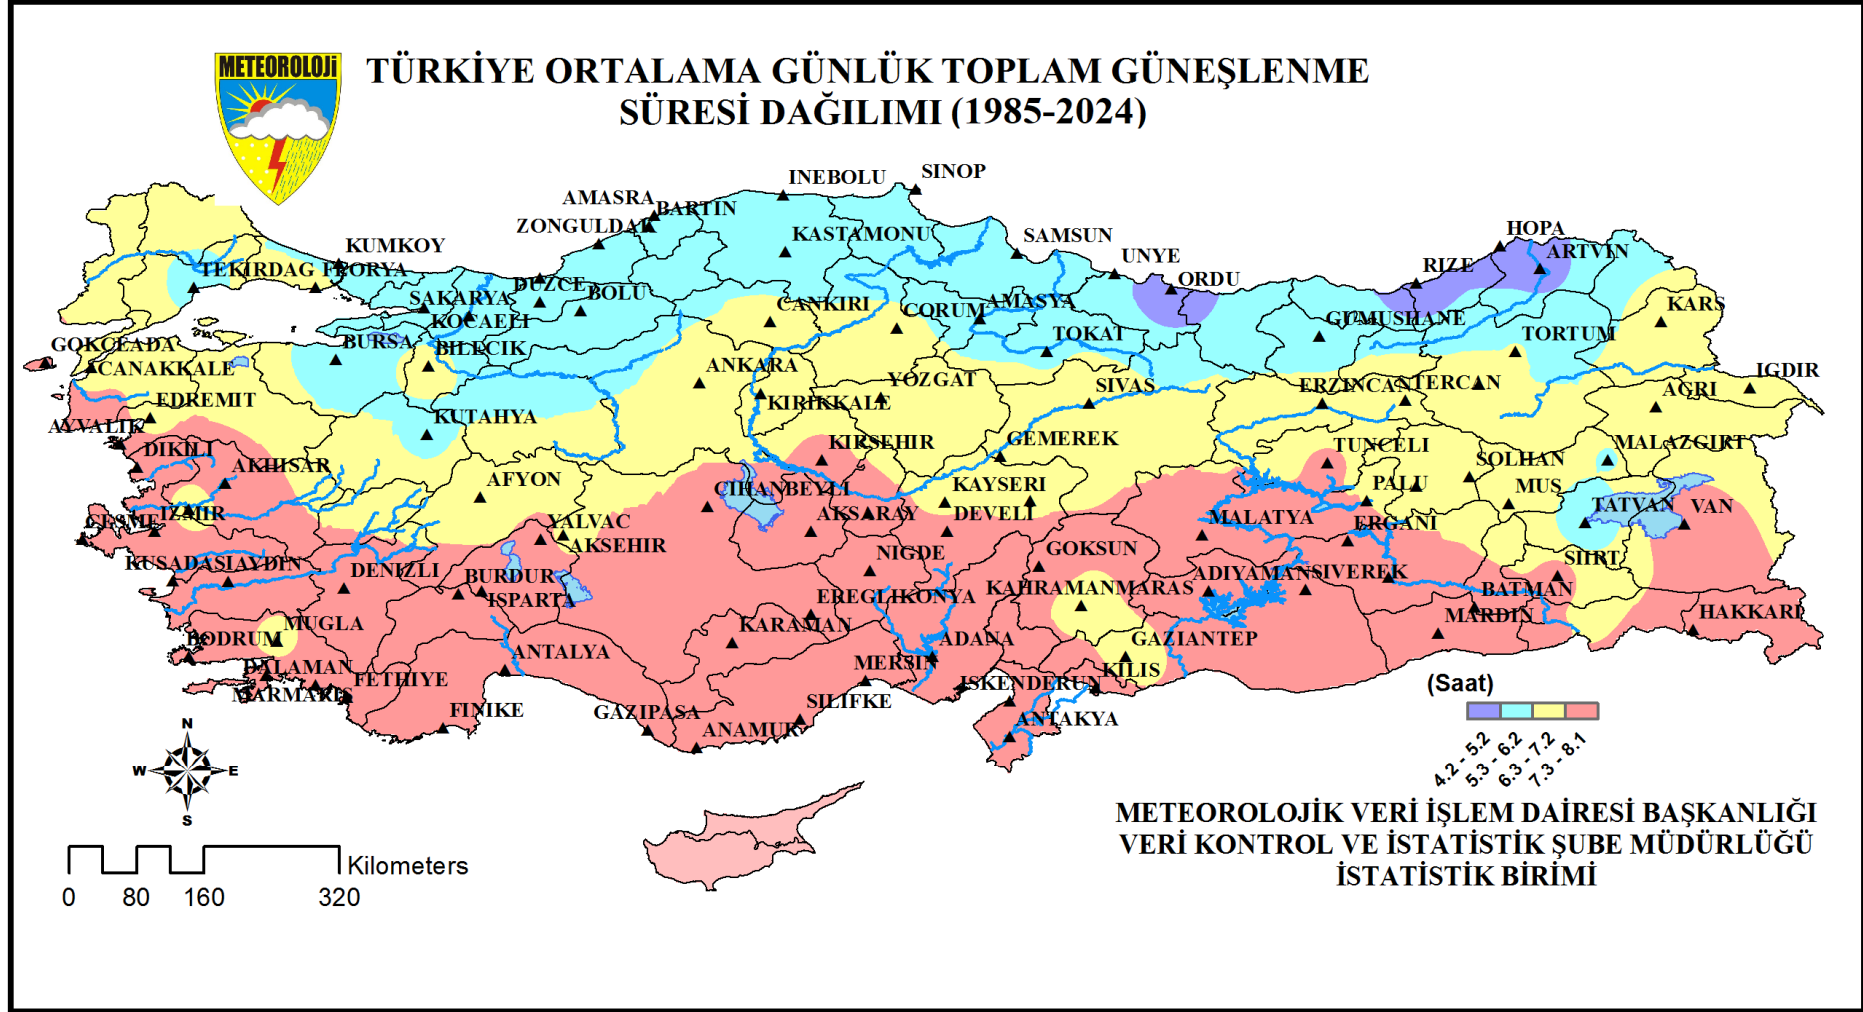 METEOROLOJi
TÜRKİYE ORTALAMA GÜNLÜK TOPLAM GÜNEŞLENME
SÜRESİ DAĞILIMI (1985-2024)
SINOP
INEBOLU
AMASRA
BARTIN
ZONGULDAK
KASTAMONU
SAMSUN
HOPA
KUMKOY
UNYE
ARTVIN
RIZE
ORDU
TEKIRDAG
FLORYA
DUZCE
BOLU
SAKARYA
CANKIRI
CORUM
AMASYA
KARS
KOCAELI
GUMUSHANE
TOKAT
TORTUM
GOKCEADA
BURSA
BILECIK
CANAKKALE
ANKARA
YOZGAT
SIVAS
ERZINCAN
TERCAN
AGRI
IGDIR
EDREMIT
KIRIKKALE
KUTAHYA
AYVALIK
DIKILI
KIRSEHIR
GEMEREK
TUNCELI
MALAZGIRT
AKHISAR
SOLHAN
AFYON
CIHANBEYLI
KAYSERI
PALU
MUS
TATVAN
VAN
CESME
IZMIR
YALVAC
AKSARAY
DEVELI
MALATYA
ERGANI
AKSEHIR
NIGDE
GOKSUN
KUSADASI
AYDIN
DENIZLI
BURDUR
SIIRT
ADIYAMAN
SIVEREK
KAHRAMANMARAS
BATMAN
ISPARTA
EREGLIKONYA
MARDIN
HAKKARI
MUGLA
KARAMAN
BODRUM
ADANA
GAZIANTEP
ANTALYA
MERSIN
DALAMAN
FETHIYE
KILIS
ISKENDERUN
MARMARIS
SILIFKE
FINIKE
GAZIPASA
ANAMUR
ANTAKYA
(Saat)
4.2 - 5.2
5.3 - 6.2
6.3 - 7.2
7.3 - 8.1
N
W
E
S
Kilometers
0 80 160 320
METEOROLOJİK VERİ İŞLEM DAİRESİ BAŞKANLIĞI
VERİ KONTROL VE İSTATİSTİK ŞUBE MÜDÜRLÜĞÜ
İSTATİSTİK BİRİMİ